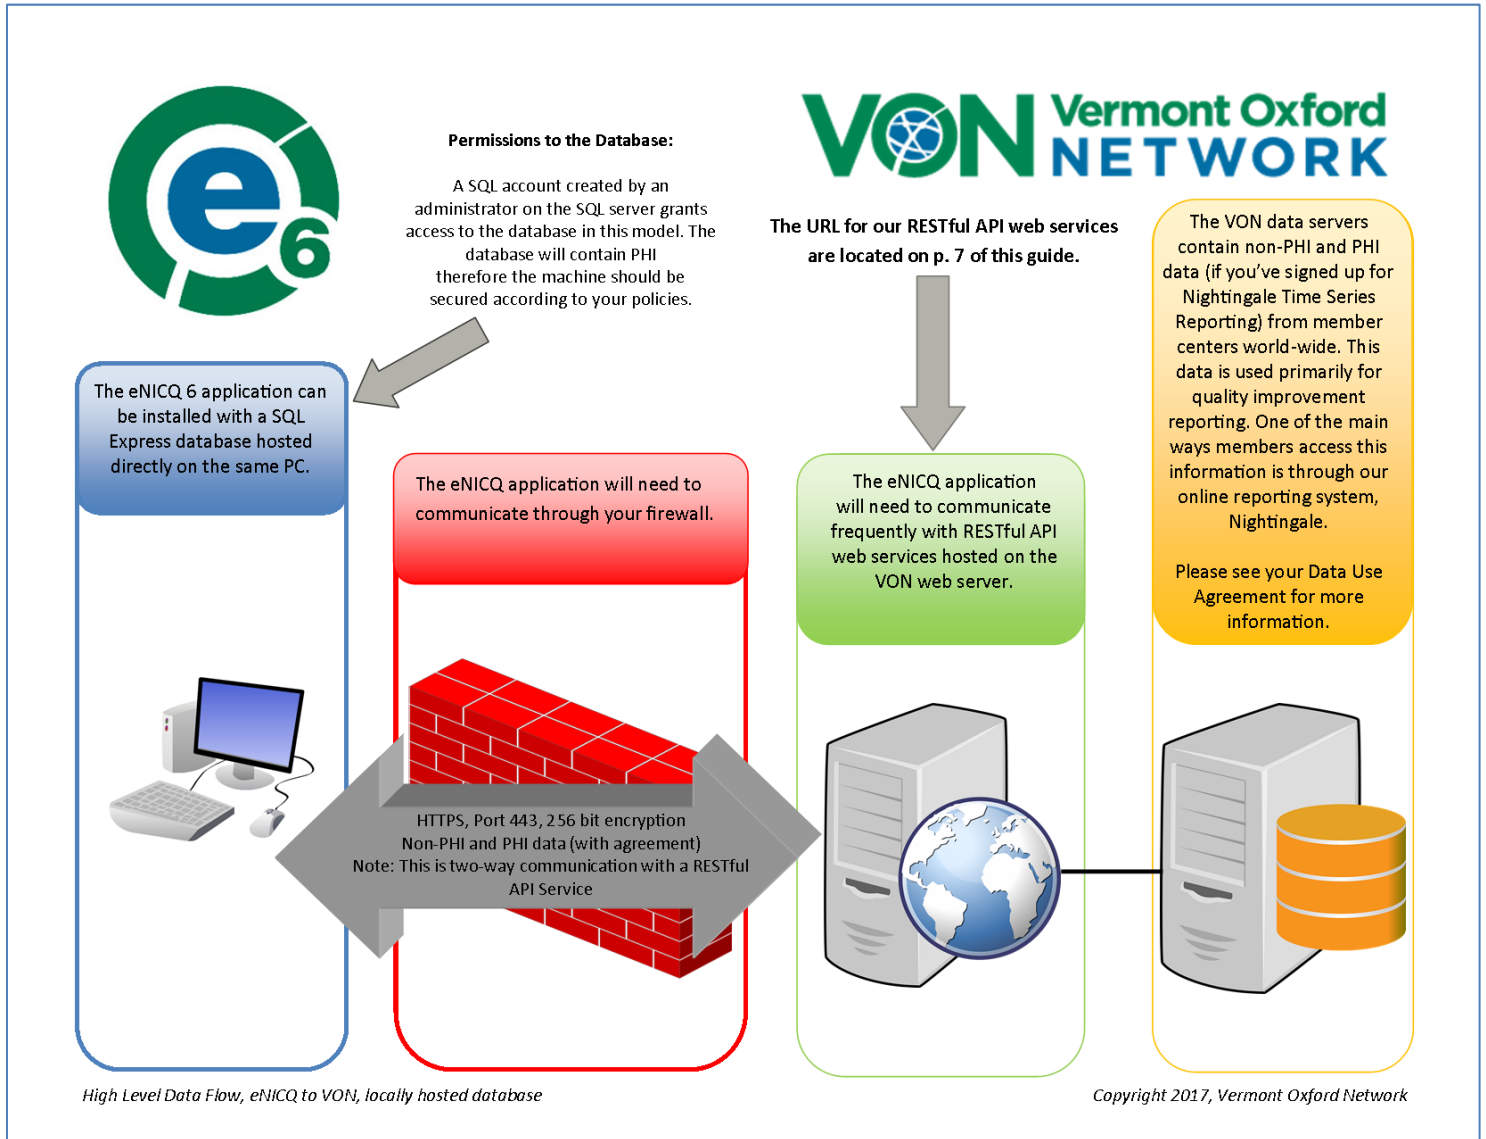 e
6
Permissions to the Database:
A SQL account created by an
administrator on the SQL server grants
access to the database in this model. The
database will contain PHI
therefore the machine should be
secured according to your policies.
VON Vermont Oxford
NETWORK
The URL for our RESTful API web services
are located on p. 7 of this guide.
The VON data servers
contain non-PHI and PHI
data (if you’ve signed up for
Nightingale Time Series
Reporting) from member
centers world-wide. This
data is used primarily for
quality improvement
reporting. One of the main
ways members access this
information is through our
online reporting system,
Nightingale.
Please see your Data Use
Agreement for more
information.
The eNICQ 6 application can
be installed with a SQL
Express database hosted
directly on the same PC.
The eNICQ application will need to
communicate through your firewall.
The eNICQ application
will need to communicate
frequently with RESTful API
web services hosted on the
VON web server.
HTTPS, Port 443, 256 bit encryption
Non-PHI and PHI data (with agreement)
Note: This is two-way communication with a RESTful
API Service
High Level Data Flow, eNICQ to VON, locally hosted database
Copyright 2017, Vermont Oxford Network